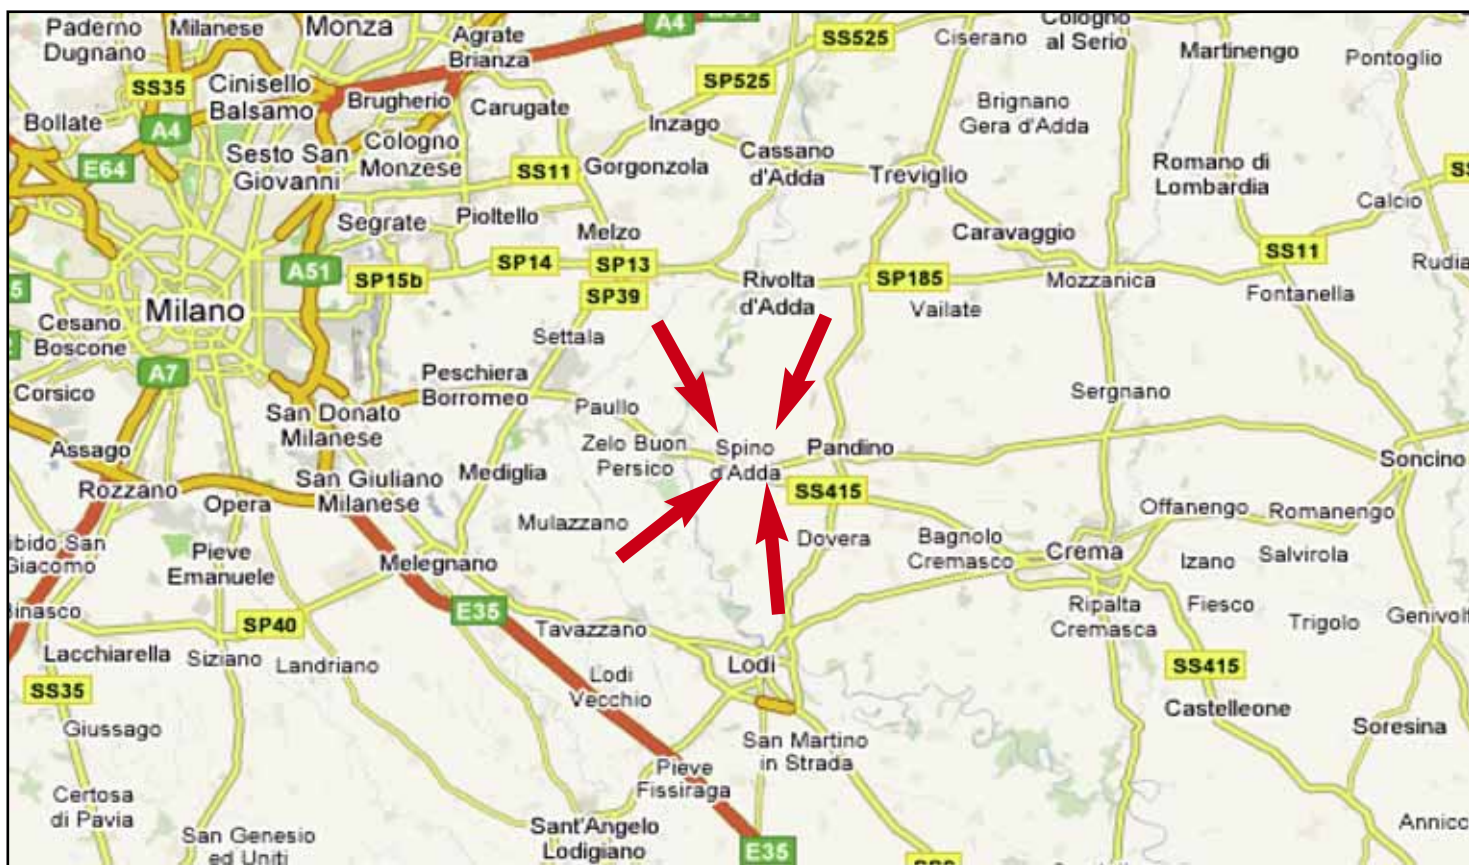 Paderno
Dugnano
Milanese
Monza
Agrate
Brianza
A4
SS525
Ciserano
Cologno
al Serio
Martinengo
Pontoglio
SS35
Cinisello
Balsamo
Brugherio
Carugate
SP525
Brignano
Gera d'Adda
Bollate
A4
Cologno
Monzese
Inzago
E64
Sesto San
Giovanni
SS11
Gorgonzola
Cassano
d'Adda
Treviglio
Romano di
Lombardia
Segrate
Pioltello
Melzo
Caravaggio
Calcio
SS11
A51
SP15b
SP14
SP13
SP39
Rivolta
d'Adda
SP185
Vailate
Mozzanica
Fontanella
Milano
Cesano
Boscone
Settala
A7
Corsico
Peschiera
Borromeo
San Donato
Milanese
Paullo
Sergnano
Assago
Zelo Buon
Persico
Spino
d'Adda
Pandino
Soncino
Rozzano
Opera
San Giuliano
Milanese
Mediglia
SS415
Mulazzano
Dovera
Bagnolo
Cremasco
Offanengo
Romanengo
Pieve
Emanuele
Melegnano
Crema
Izano
Salvirola
E35
SP40
Tavazzano
Ripalta
Cremasca
Fiesco
Trigolo
Lacchiarella
Siziano
Landriano
Lodi
Vecchio
Lodi
SS415
SS35
Giussago
Castelleone
Soresina
San Martino
in Strada
Pieve
Fissiraga
Certosa
di Pavia
San Genesio
ed Uniti
Sant'Angelo
Lodigiano
E35